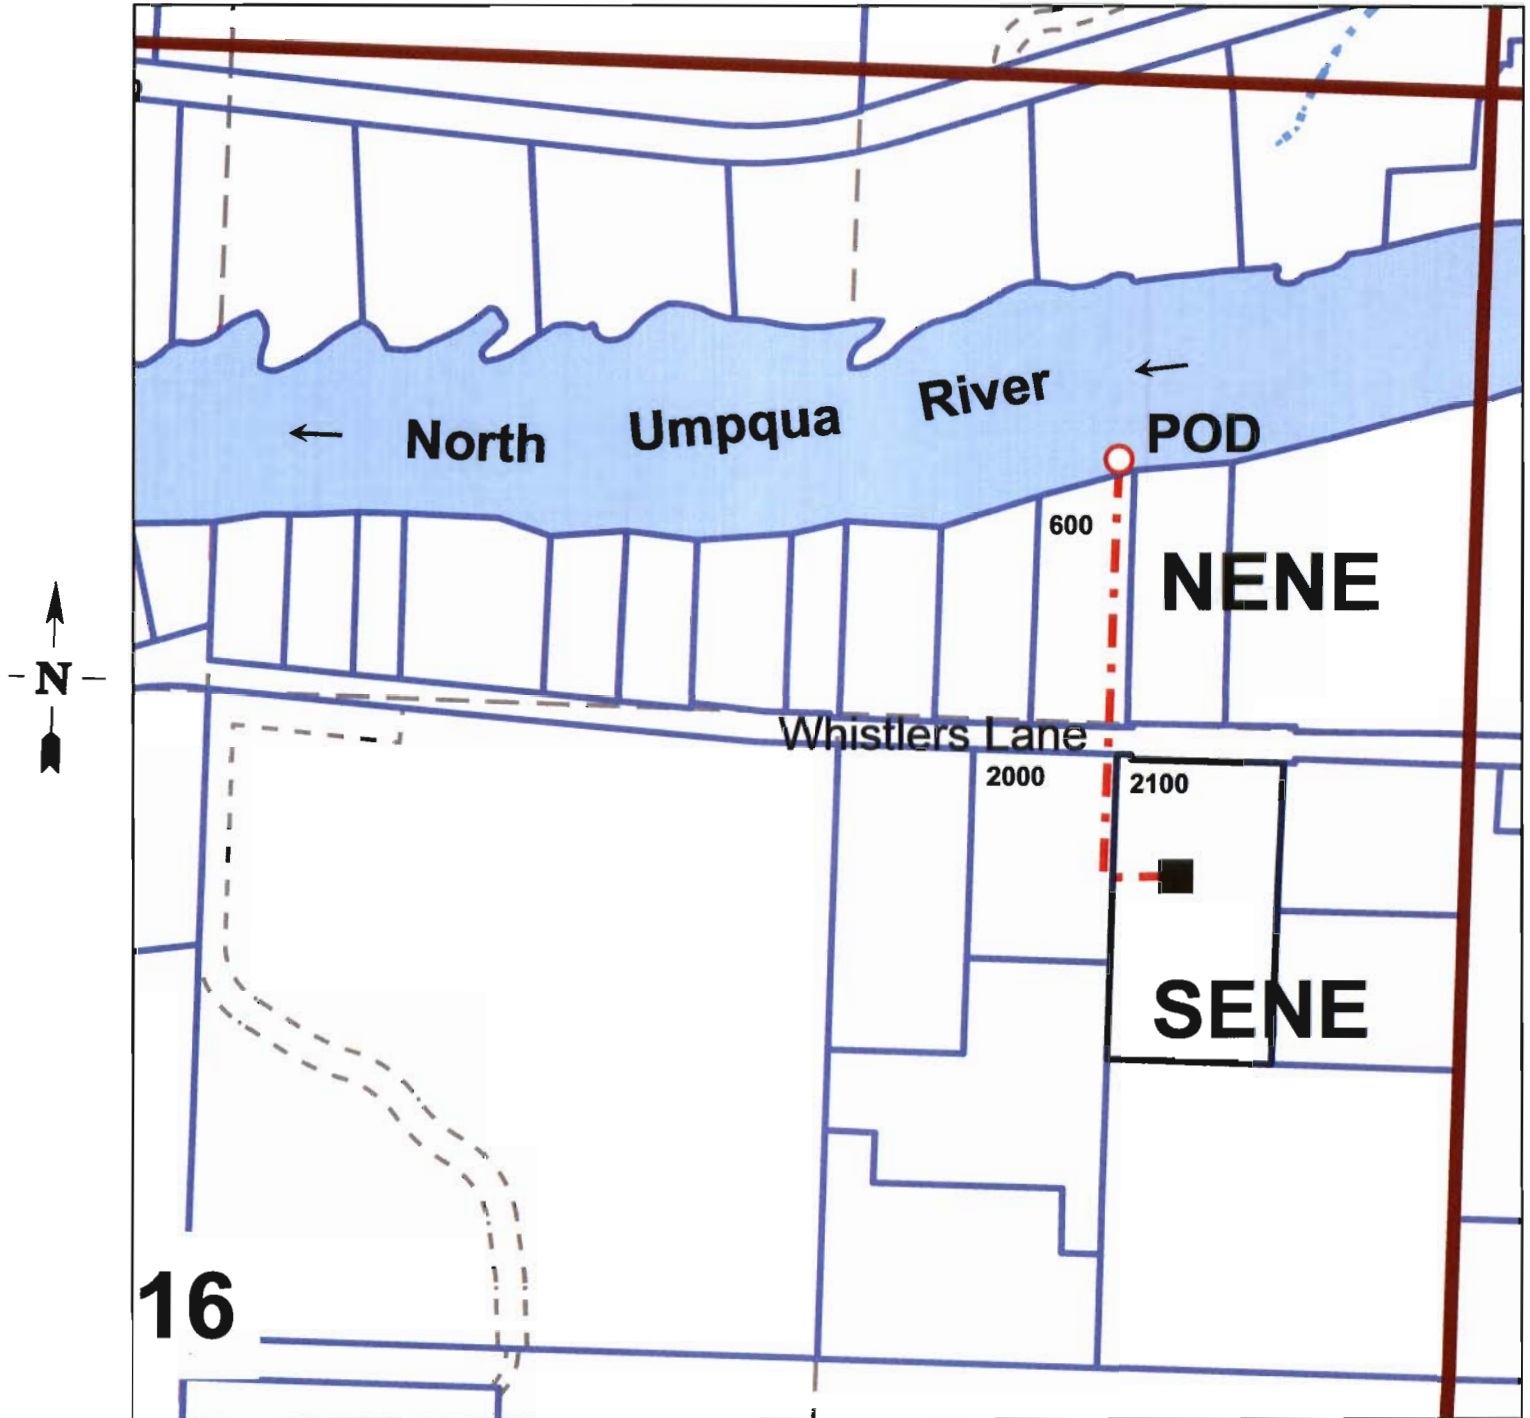 North Umpqua River
POD
600
NENE
N
Whistlers Lane
2000
2100
SENE
16